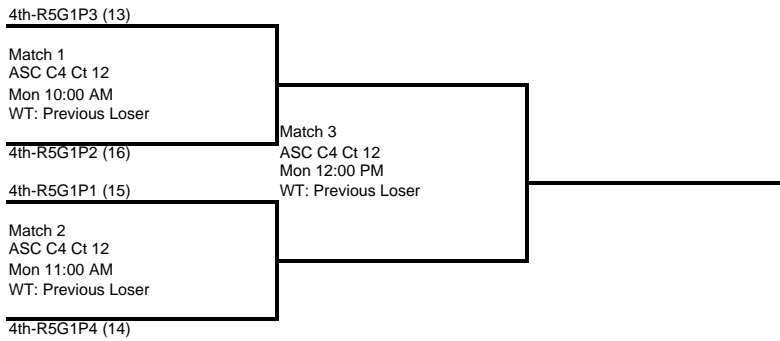 4th-R5G1P3 (13)
Match 1
ASC C4 Ct 12
Mon 10:00 AM
WT: Previous Loser
4th-R5G1P2 (16)
Match 3
ASC C4 Ct 12
Mon 12:00 PM
WT: Previous Loser
4th-R5G1P1 (15)
Match 2
ASC C4 Ct 12
Mon 11:00 AM
WT: Previous Loser
4th-R5G1P4 (14)